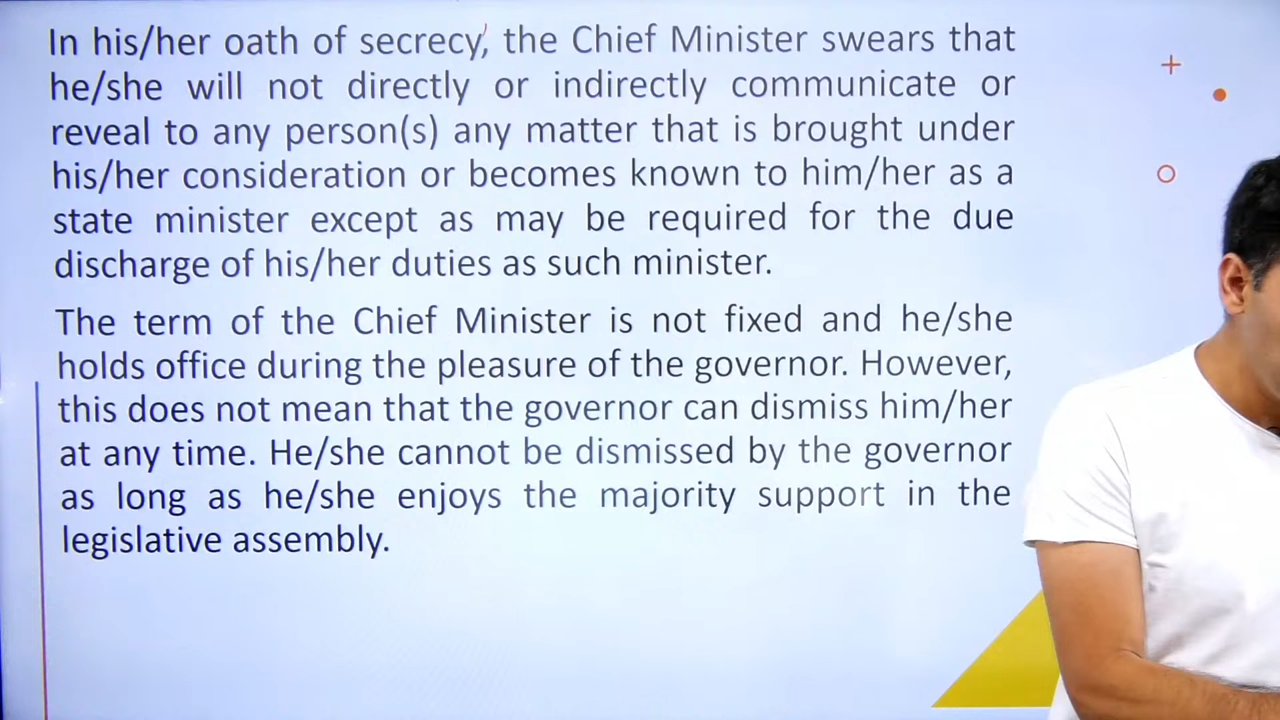 In his/her oath of secrecy, the Chief Minister swears that
he/she will not directly or indirectly communicate or
reveal to any person(s) any matter that is brought under
his/her consideration or becomes known to him/her as a
state minister except as may be required for the due
discharge of his/her duties as such minister.
The term of the Chief Minister is not fixed and he/she
holds office during the pleasure of the governor. However,
this does not mean that the governor can dismiss him/her
at any time. He/she cannot be dismissed by the governor
as long as he/she enjoys the majority support in the
legislative assembly.